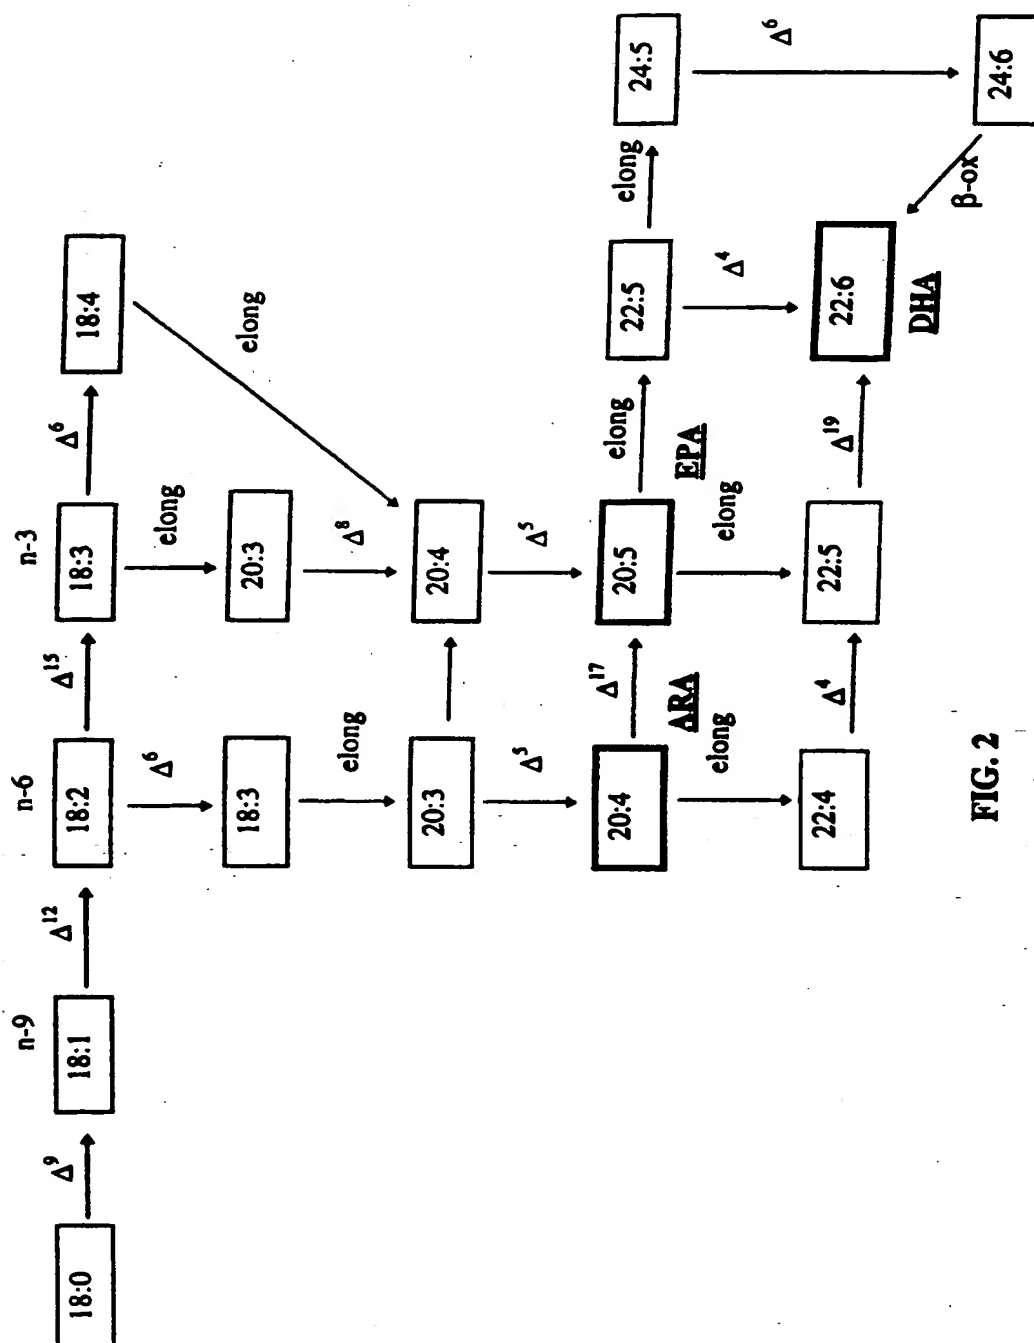 n-9
n-6
n-3
18:0
Δ⁹
18:1
Δ¹²
18:2
Δ¹⁵
18:3
Δ⁶
18:4
Δ⁶
elong
elong
18:3
20:3
elong
Δ⁸
20:3
20:4
Δ⁵
Δ⁵
20:4
Δ¹⁷
20:5
elong
22:5
elong
24:5
ARA
EPA
elong
elong
Δ⁴
Δ⁶
22:4
Δ⁴
22:5
Δ¹⁹
22:6
DHA
β-ox
24:6
FIG. 2